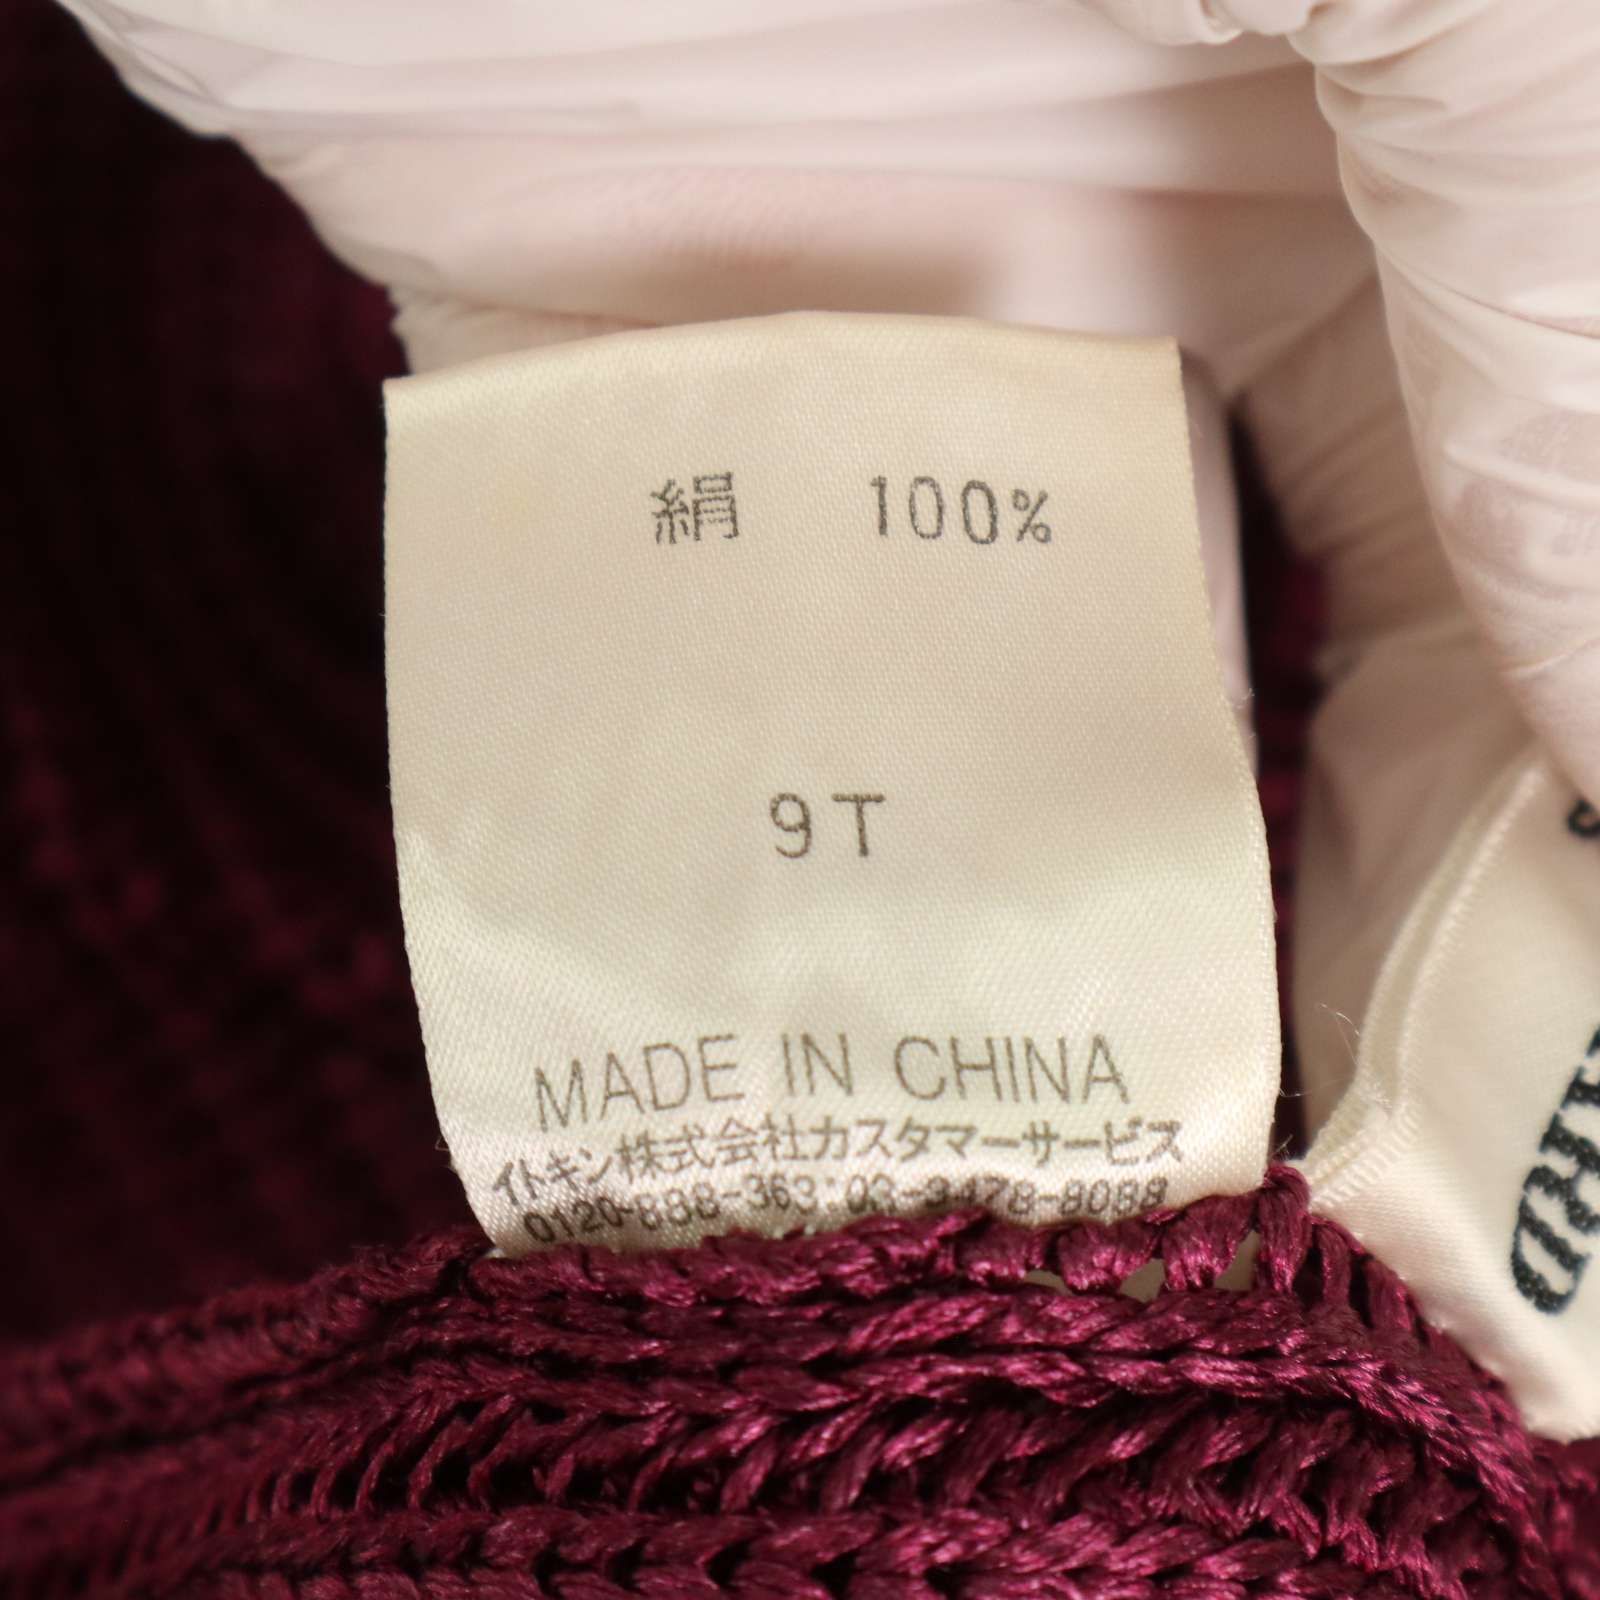 絹 100%
9T
MADE IN CHINA
イトキン株式会社カスタマーサービス
0120-888-363・03-3478-8088